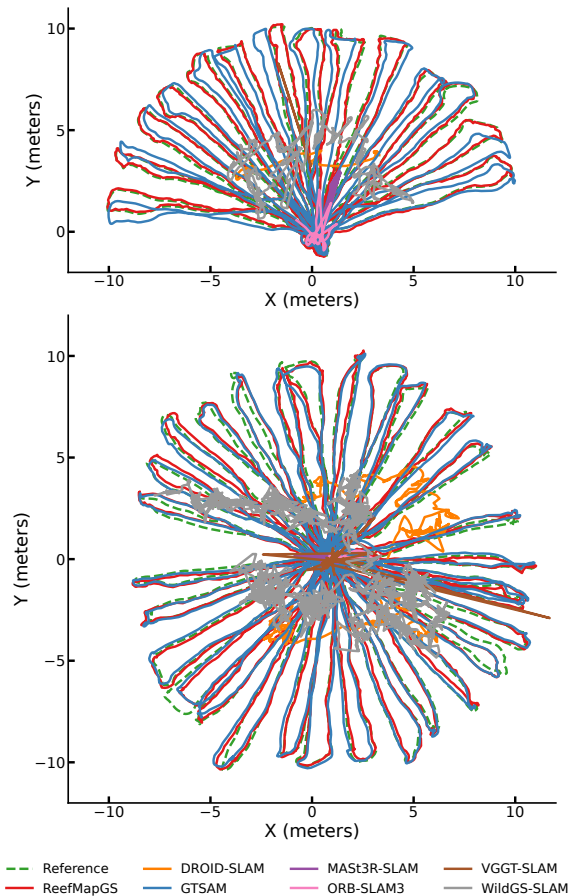 10
5
0
Y (meters)
−10 −5 0 5 10
X (meters)
10
5
0
−5
−10
Y (meters)
−10 −5 0 5 10
X (meters)
Reference DROID-SLAM MASt3R-SLAM VGGT-SLAM
ReefMapGS GTSAM ORB-SLAM3 WildGS-SLAM